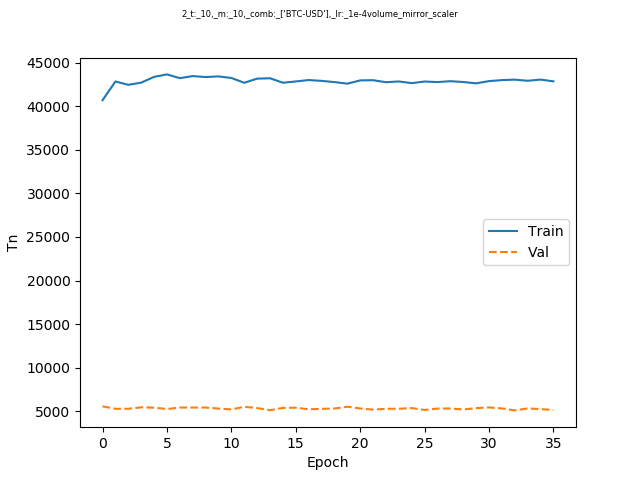 2_t:_10,_m:_10,_comb:_['BTC-USD'],_lr:_1e-4volume_mirror_scaler
45000
40000
35000
30000
25000
20000
15000
10000
5000
Tn
Train
Val
0 5 10 15 20 25 30 35
Epoch